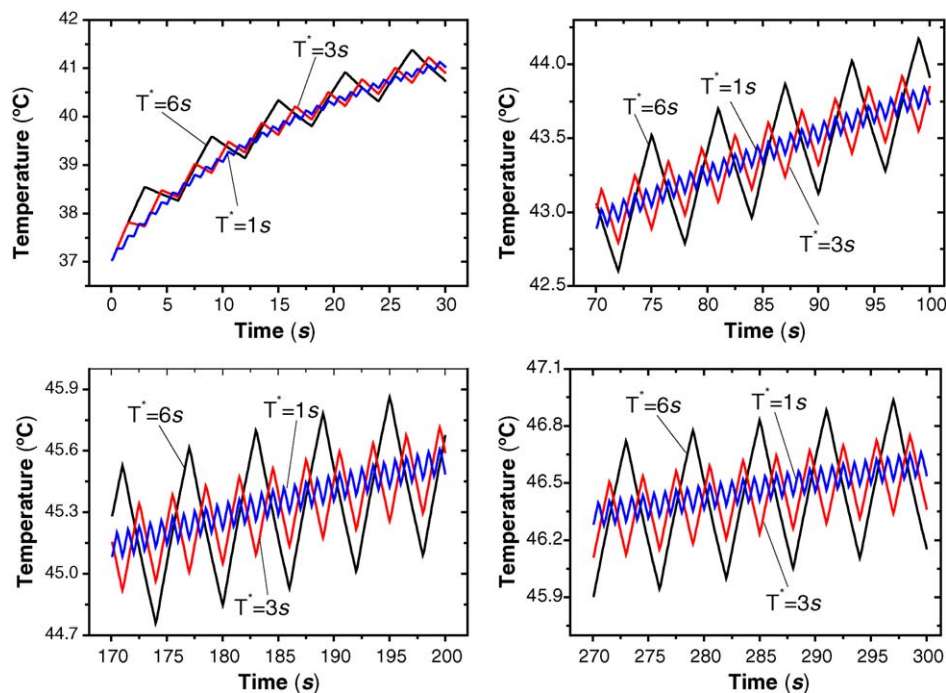 42
41
40
39
38
37
Temperature (ºC)
T*=3s
T*=6s
T*=1s
0 5 10 15 20 25 30
Time (s)
44.0
43.5
43.0
42.5
Temperature (ºC)
T*=1s
T*=6s
T*=3s
70 75 80 85 90 95 100
Time (s)
45.9
45.6
45.3
45.0
44.7
Temperature (ºC)
T*=6s
T*=1s
T*=3s
170 175 180 185 190 195 200
Time (s)
47.1
46.8
46.5
46.2
45.9
Temperature (ºC)
T*=6s
T*=1s
T*=3s
270 275 280 285 290 295 300
Time (s)